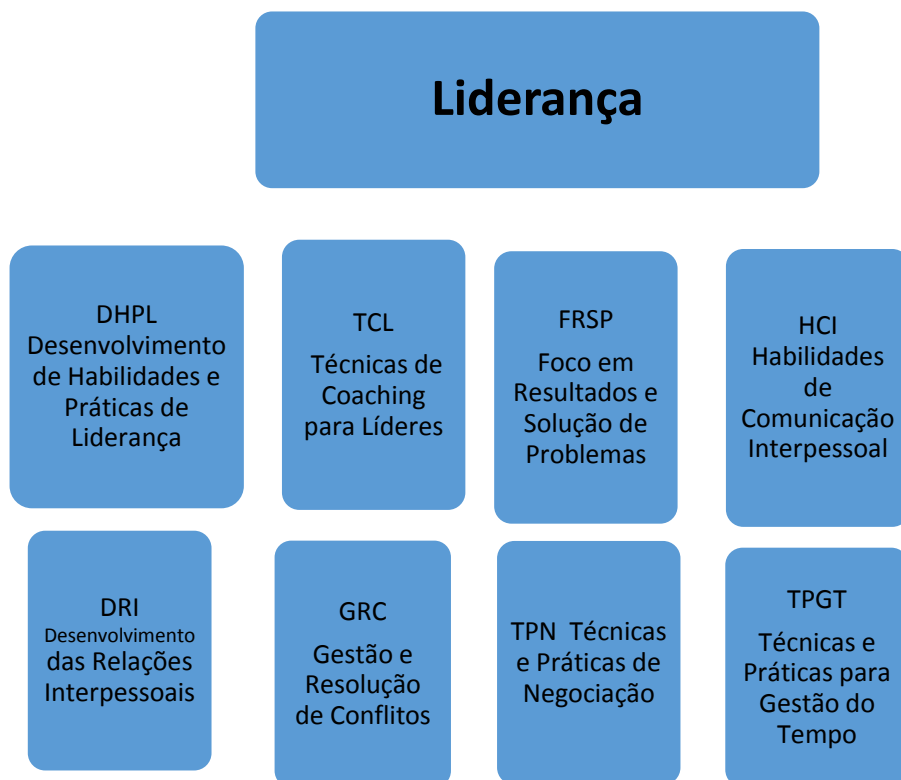 Liderança
DHPL
Desenvolvimento
de Habilidades e
Práticas de
Liderança
TCL
Técnicas de
Coaching
para Líderes
FRSP
Foco em
Resultados e
Solução de
Problemas
HCI
Habilidades
de
Comunicação
Interpessoal
DRI
Desenvolvimento
das Relações
Interpessoais
GRC
Gestão e
Resolução
de Conflitos
TPN  Técnicas
e Práticas de
Negociação
TPGT
Técnicas e
Práticas para
Gestão do
Tempo